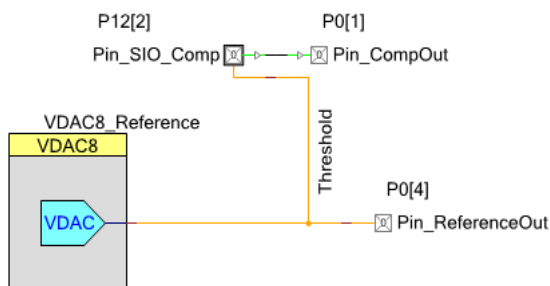 P12[2]
P0[1]
Pin_SIO_Comp
Pin_CompOut
VDAC8_Reference
VDAC8
Threshold
P0[4]
VDAC
Pin_ReferenceOut